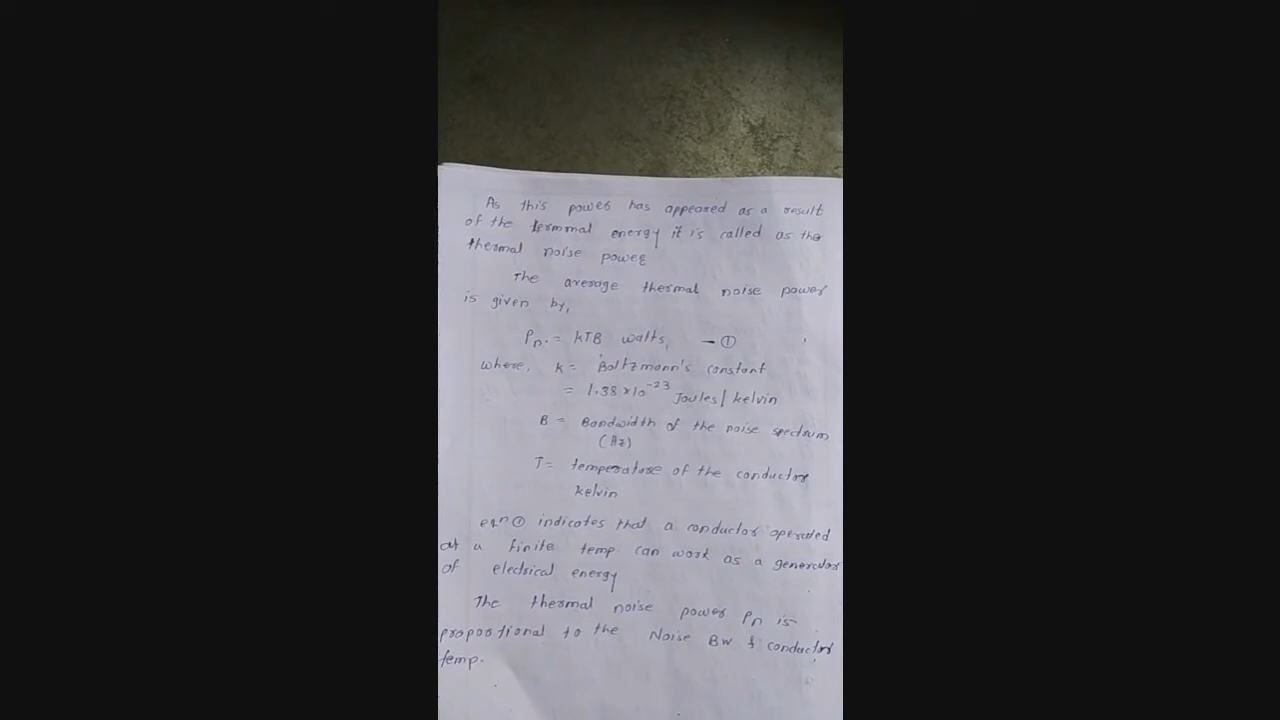 As this power has appeared as a result
of the termmal energy it is called as the
thermal noise power
The average thermal noise power
is given by,
Pn. = KTB watts, — ①
where, K = Boltzmann's constant
= 1.38 × 10⁻²³ Joules / kelvin
B = Bandwidth of the noise spectrum
(Hz)
T = temperature of the conductor
kelvin
eqn ① indicates that a conductor operated
at a finite temp can work as a generator
of electrical energy
The thermal noise power Pn is
proportional to the Noise BW & conductor
temp.